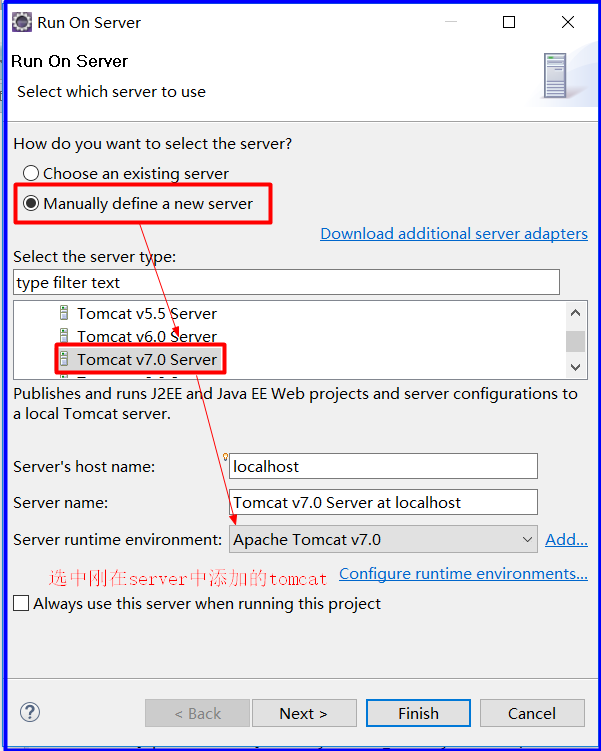 Run On Server
Run On Server
Select which server to use
How do you want to select the server?
Choose an existing server
Manually define a new server
Download additional server adapters
Select the server type:
type filter text
Tomcat v5.5 Server
Tomcat v6.0 Server
Tomcat v7.0 Server
Publishes and runs J2EE and Java EE Web projects and server configurations to
a local Tomcat server.
Server's host name:
localhost
Server name:
Tomcat v7.0 Server at localhost
Server runtime environment:
Apache Tomcat v7.0
Add...
选中刚在server中添加的tomcat
Configure runtime environments...
Always use this server when running this project
?
< Back
Next >
Finish
Cancel